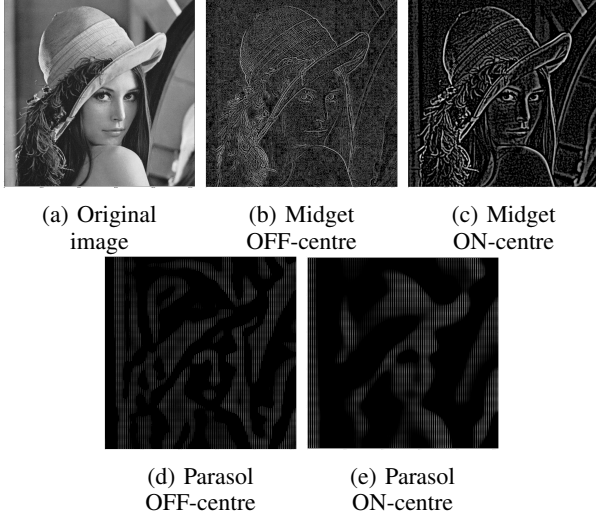 (a) Original
image
(b) Midget
OFF-centre
(c) Midget
ON-centre
(d) Parasol
OFF-centre
(e) Parasol
ON-centre